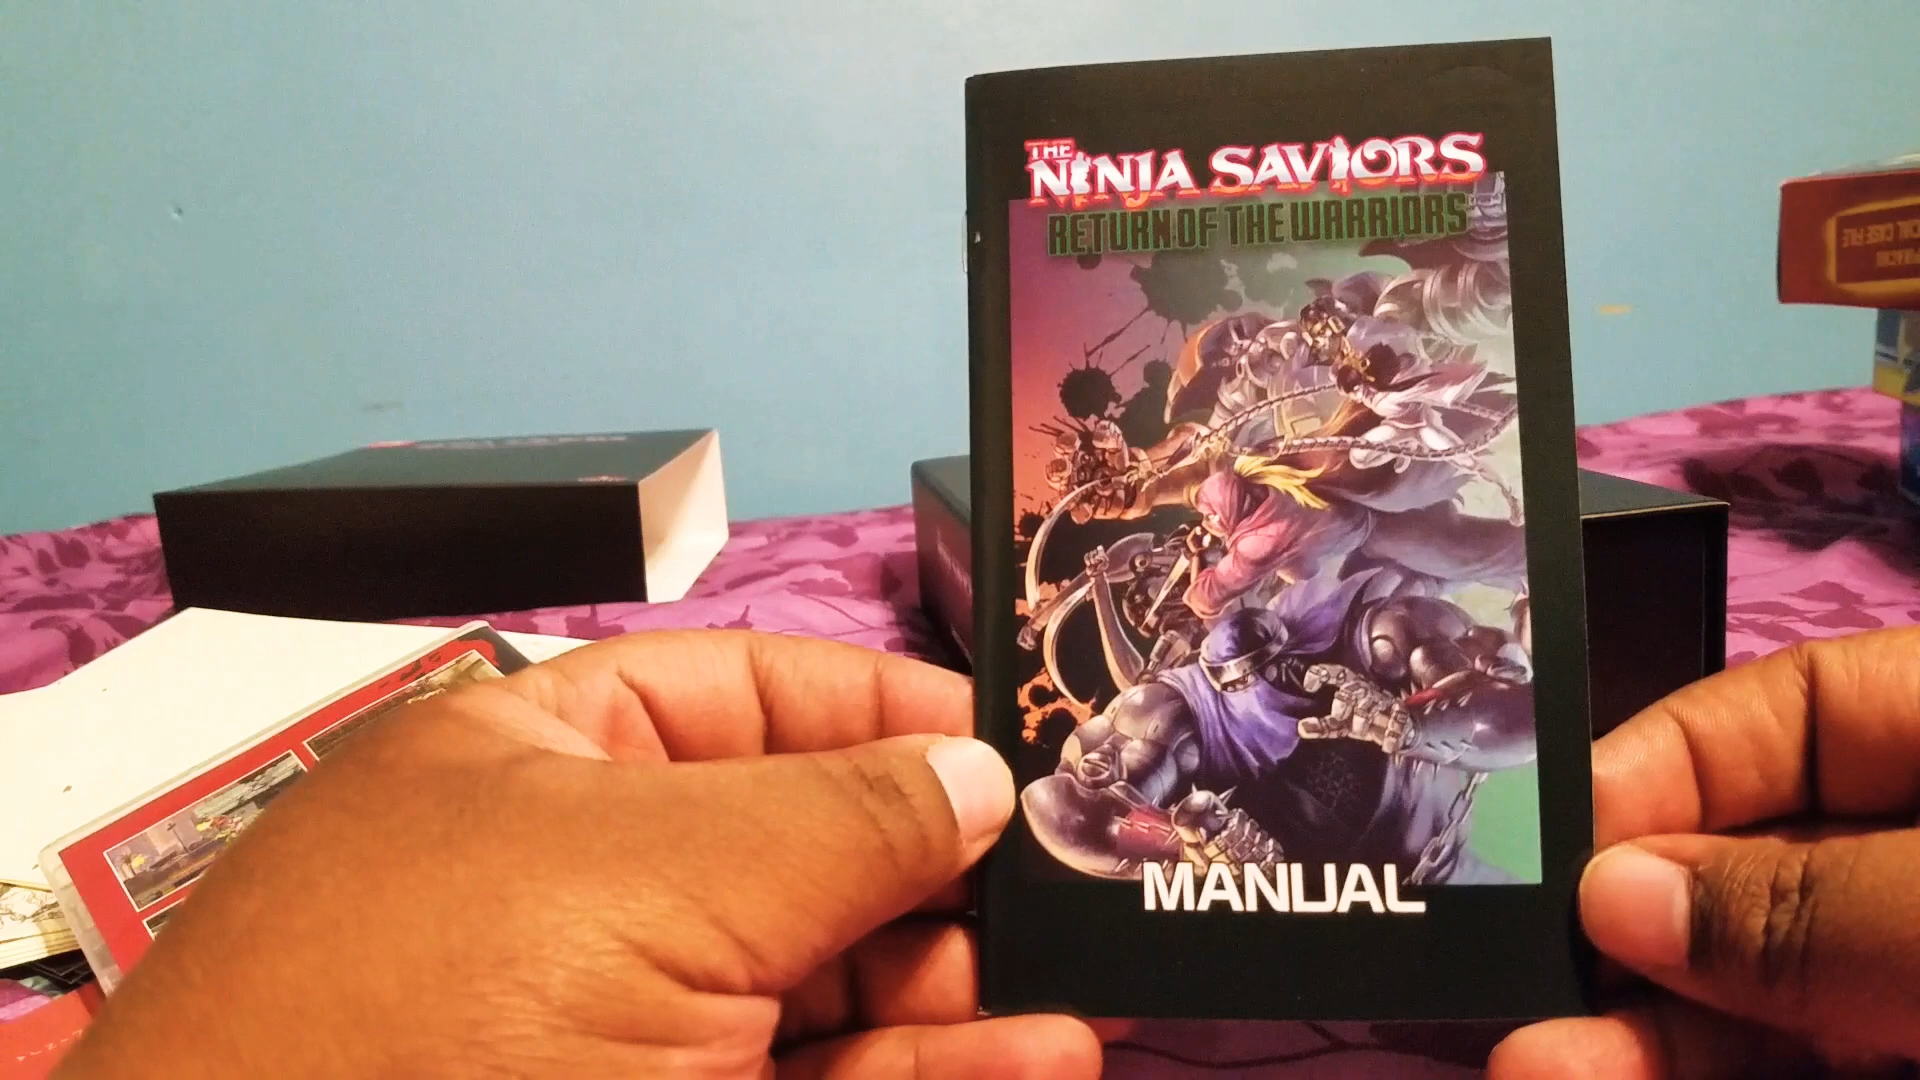 THE
NINJA SAVIORS
RETURN OF THE WARRIORS
MANUAL